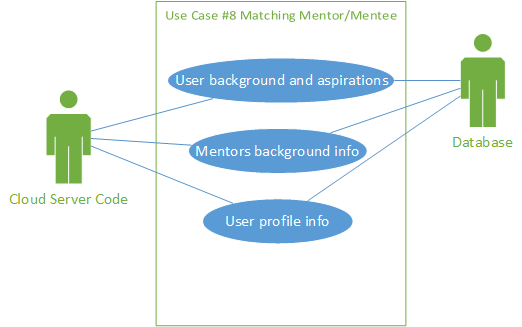 Use Case #8 Matching Mentor/Mentee
User background and aspirations
Database
Mentors background info
Cloud Server Code
User profile info